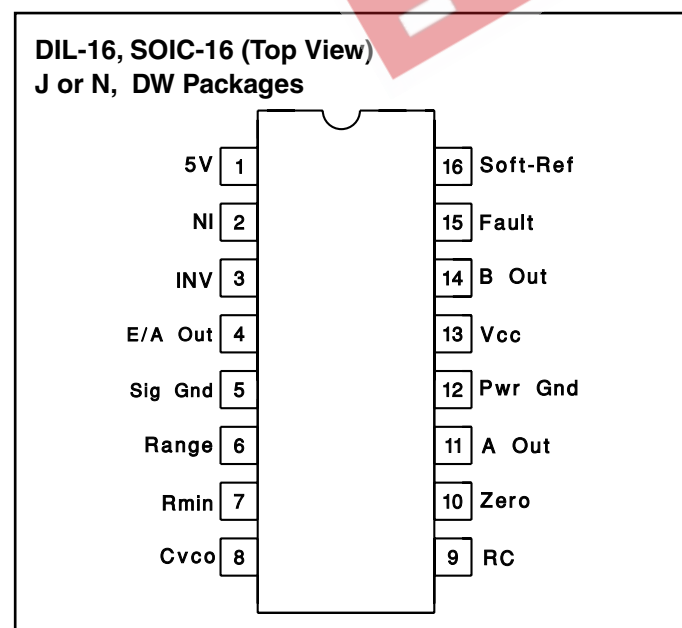 DIL-16, SOIC-16 (Top View)
J or N, DW Packages
5V 1 16 Soft-Ref
NI 2 15 Fault
INV 3 14 B Out
E/A Out 4 13 Vcc
Sig Gnd 5 12 Pwr Gnd
Range 6 11 A Out
Rmin 7 10 Zero
Cvco 8 9 RC